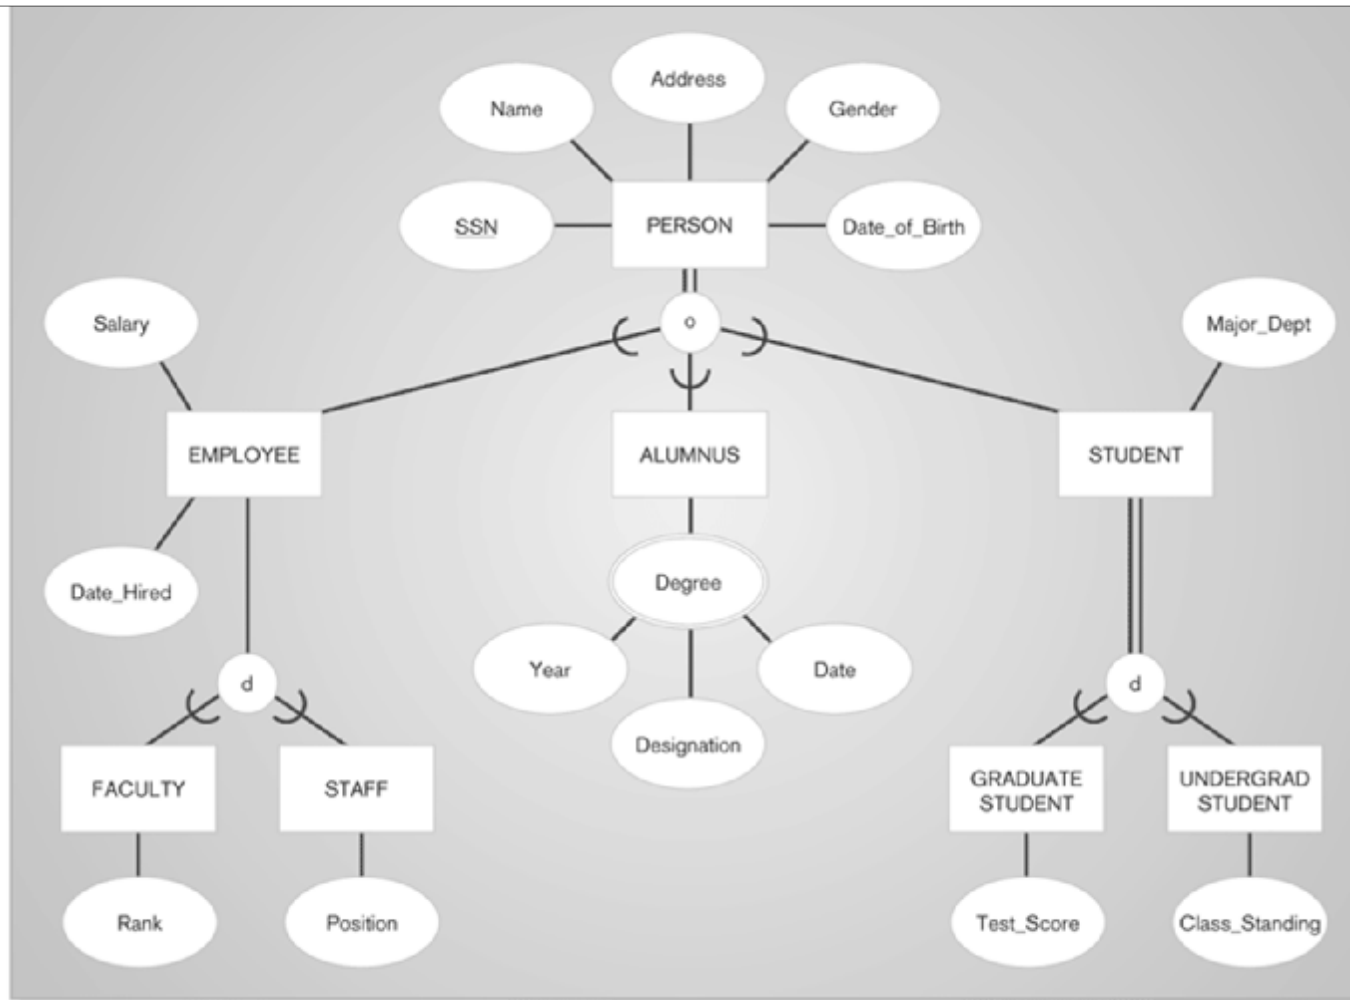 Address
Name
Gender
SSN
PERSON
Date_of_Birth
o
Salary
Major_Dept
EMPLOYEE
ALUMNUS
STUDENT
Date_Hired
Degree
Year
Date
Designation
d
d
FACULTY
STAFF
GRADUATE
STUDENT
UNDERGRAD
STUDENT
Rank
Position
Test_Score
Class_Standing